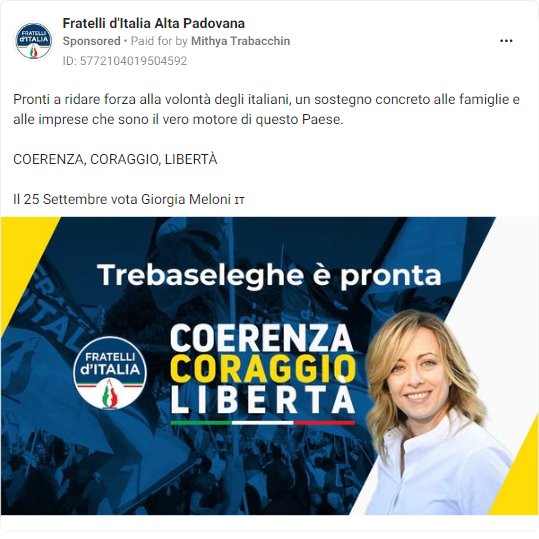 Fratelli d'Italia Alta Padovana
Sponsored • Paid for by Mithya Trabacchin
ID: 5772104019504592
Pronti a ridare forza alla volontà degli italiani, un sostegno concreto alle famiglie e
alle imprese che sono il vero motore di questo Paese.
COERENZA, CORAGGIO, LIBERTÀ
Il 25 Settembre vota Giorgia Meloni ɪᴛ
Trebaseleghe è pronta
FRATELLI
d'ITALIA
COERENZA
CORAGGIO
LIBERTÀ